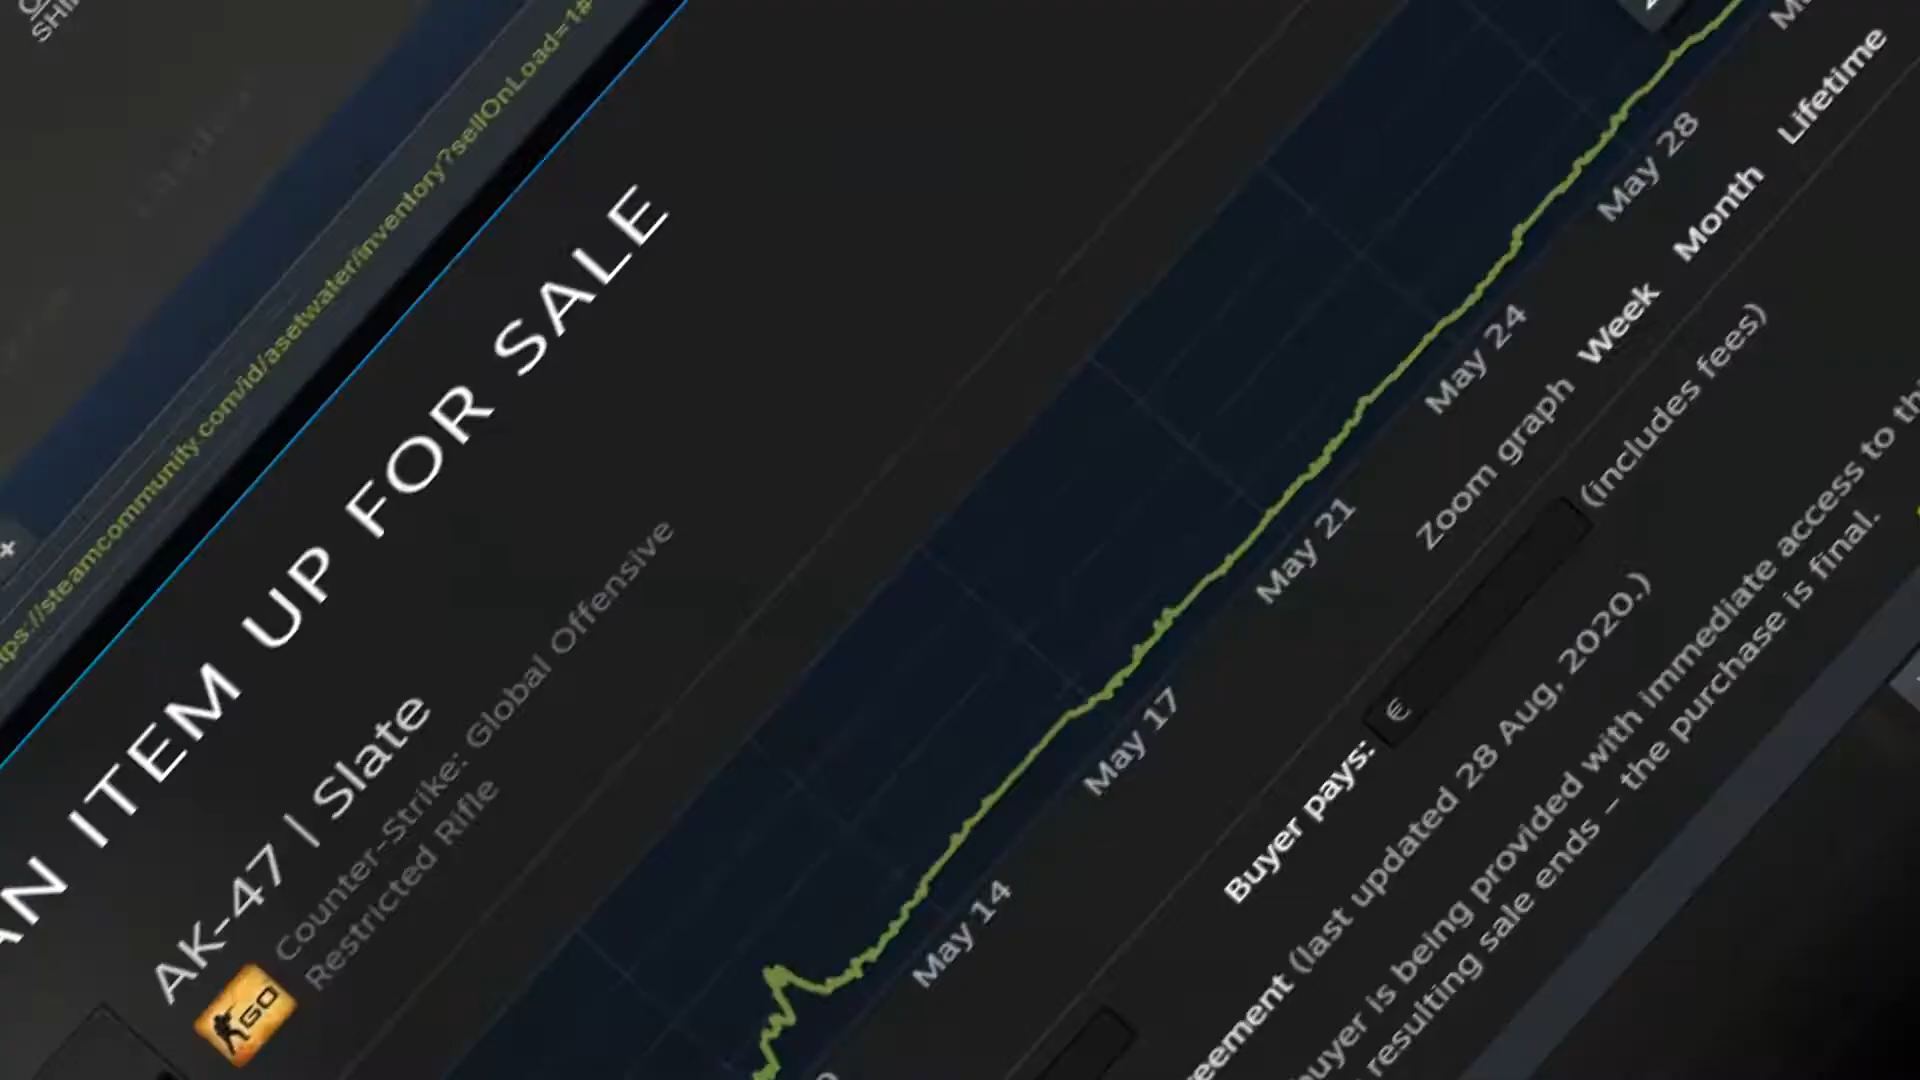 tps://steamcommunity.com/id/asetwater/inventory?sellOnLoad=1#
AN ITEM UP FOR SALE
AK-47 | Slate
GO
Counter-Strike: Global Offensive
Restricted Rifle
May 14
May 17
May 21
May 24
May 28
Zoom graph Week Month Lifetime
Buyer pays: € (includes fees)
eement (last updated 28 Aug, 2020.)
buyer is being provided with immediate access to th
resulting sale ends – the purchase is final.